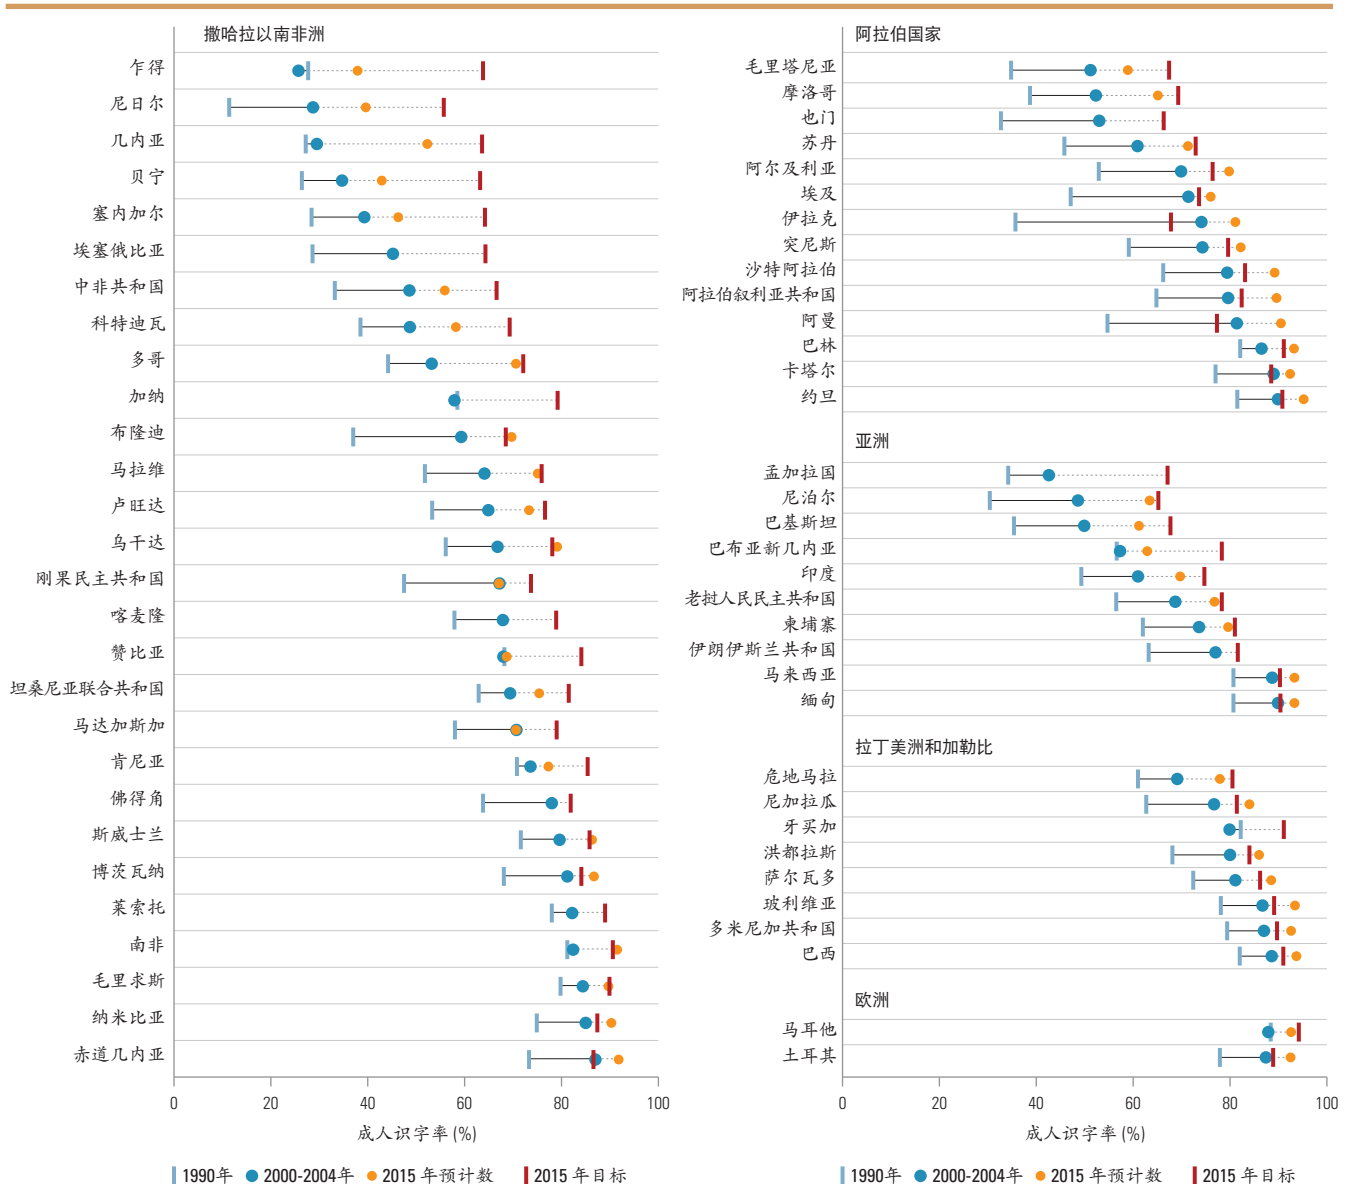 撒哈拉以南非洲
乍得
尼日尔
几内亚
贝宁
塞内加尔
埃塞俄比亚
中非共和国
科特迪瓦
多哥
加纳
布隆迪
马拉维
卢旺达
乌干达
刚果民主共和国
喀麦隆
赞比亚
坦桑尼亚联合共和国
马达加斯加
肯尼亚
佛得角
斯威士兰
博茨瓦纳
莱索托
南非
毛里求斯
纳米比亚
赤道几内亚
0 20 40 60 80 100
成人识字率 (%)
1990年 2000-2004年 2015 年预计数 2015 年目标
阿拉伯国家
毛里塔尼亚
摩洛哥
也门
苏丹
阿尔及利亚
埃及
伊拉克
突尼斯
沙特阿拉伯
阿拉伯叙利亚共和国
阿曼
巴林
卡塔尔
约旦
亚洲
孟加拉国
尼泊尔
巴基斯坦
巴布亚新几内亚
印度
老挝人民民主共和国
柬埔寨
伊朗伊斯兰共和国
马来西亚
缅甸
拉丁美洲和加勒比
危地马拉
尼加拉瓜
牙买加
洪都拉斯
萨尔瓦多
玻利维亚
多米尼加共和国
巴西
欧洲
马耳他
土耳其
0 20 40 60 80 100
成人识字率 (%)
1990年 2000-2004年 2015 年预计数 2015 年目标